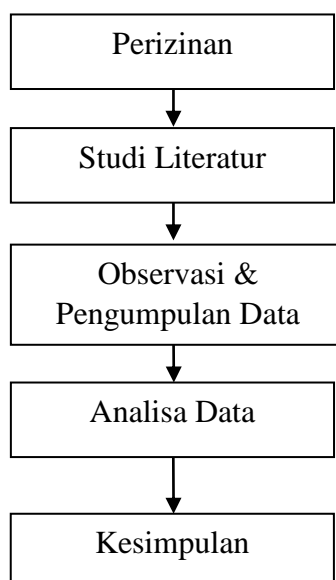 Perizinan
Studi Literatur
Observasi &
Pengumpulan Data
Analisa Data
Kesimpulan